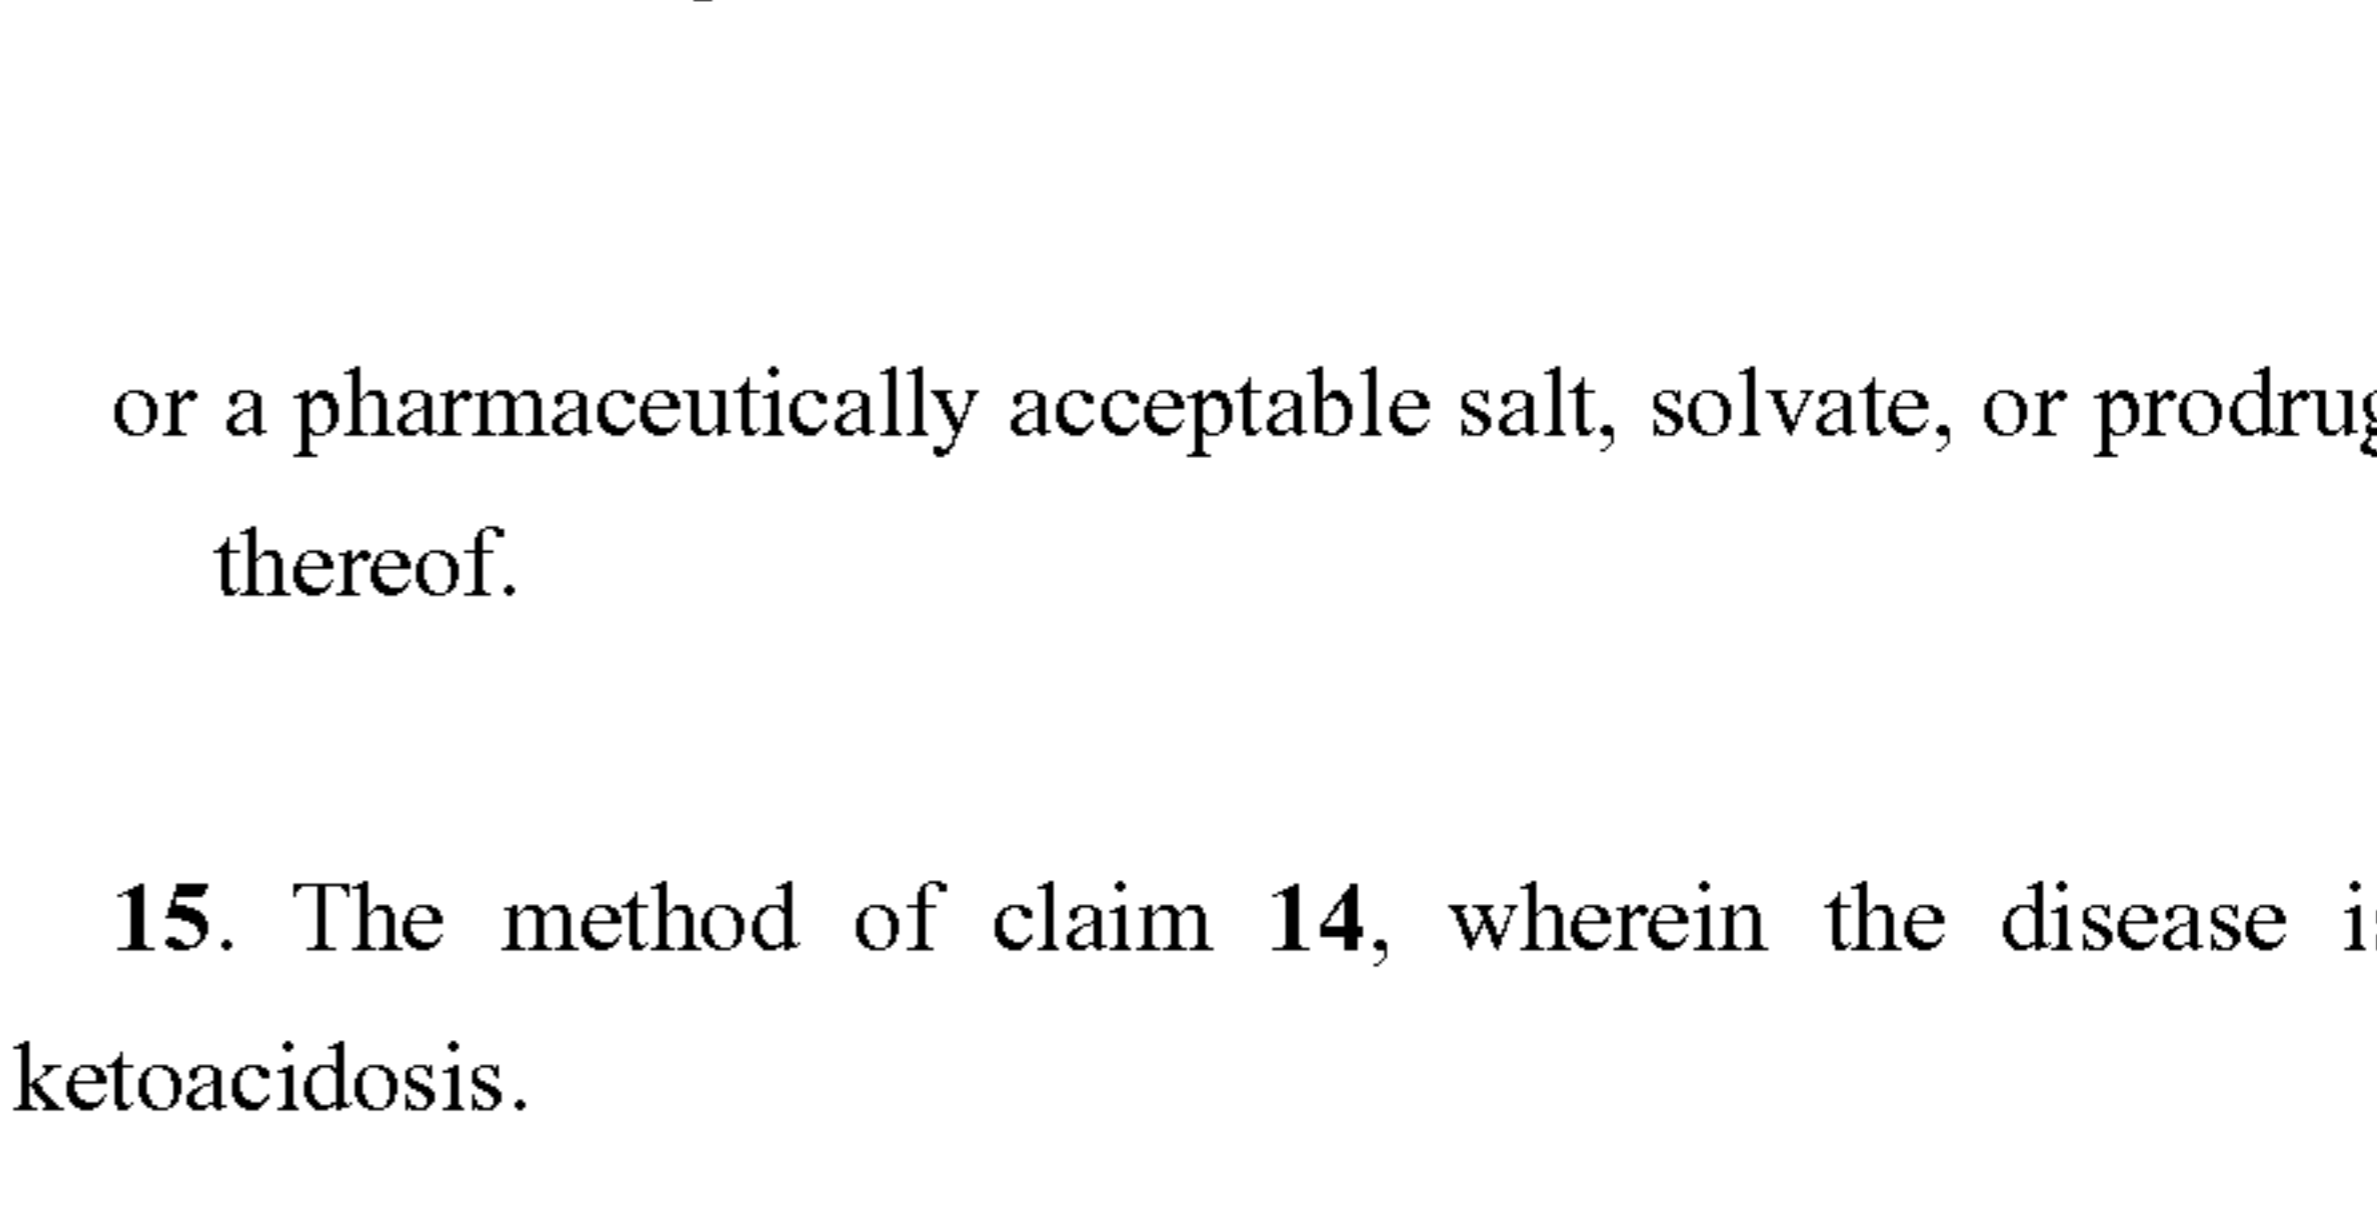 or a pharmaceutically acceptable salt, solvate, or prodrug
thereof.
15. The method of claim 14, wherein the disease is
ketoacidosis.